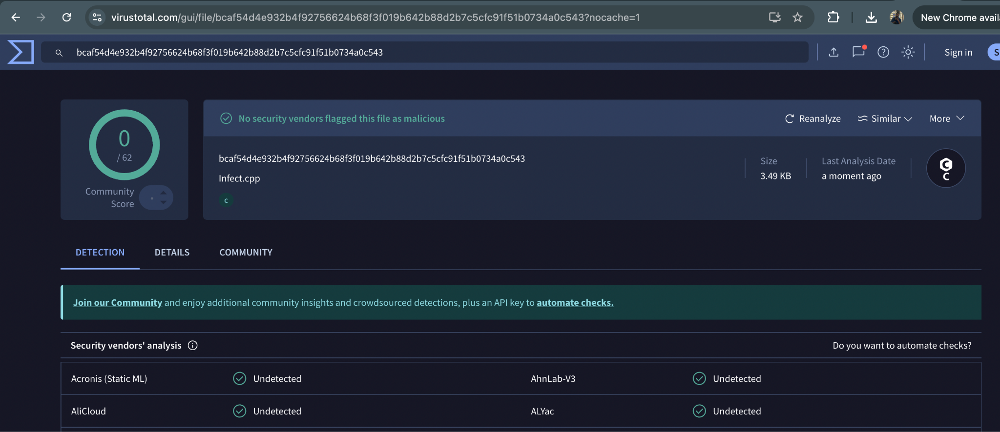 virustotal.com/gui/file/bcaf54d4e932b4f92756624b68f3f019b642b88d2b7c5cfc91f51b0734a0c543?nocache=1
New Chrome avail
bcaf54d4e932b4f92756624b68f3f019b642b88d2b7c5cfc91f51b0734a0c543
Sign in
S
0
/ 62
Community
Score
No security vendors flagged this file as malicious
Reanalyze
Similar
More
bcaf54d4e932b4f92756624b68f3f019b642b88d2b7c5cfc91f51b0734a0c543
Infect.cpp
c
Size
3.49 KB
Last Analysis Date
a moment ago
C
C
DETECTION
DETAILS
COMMUNITY
Join our Community and enjoy additional community insights and crowdsourced detections, plus an API key to automate checks.
Security vendors' analysis
Do you want to automate checks?
Acronis (Static ML)
Undetected
AhnLab-V3
Undetected
AliCloud
Undetected
ALYac
Undetected